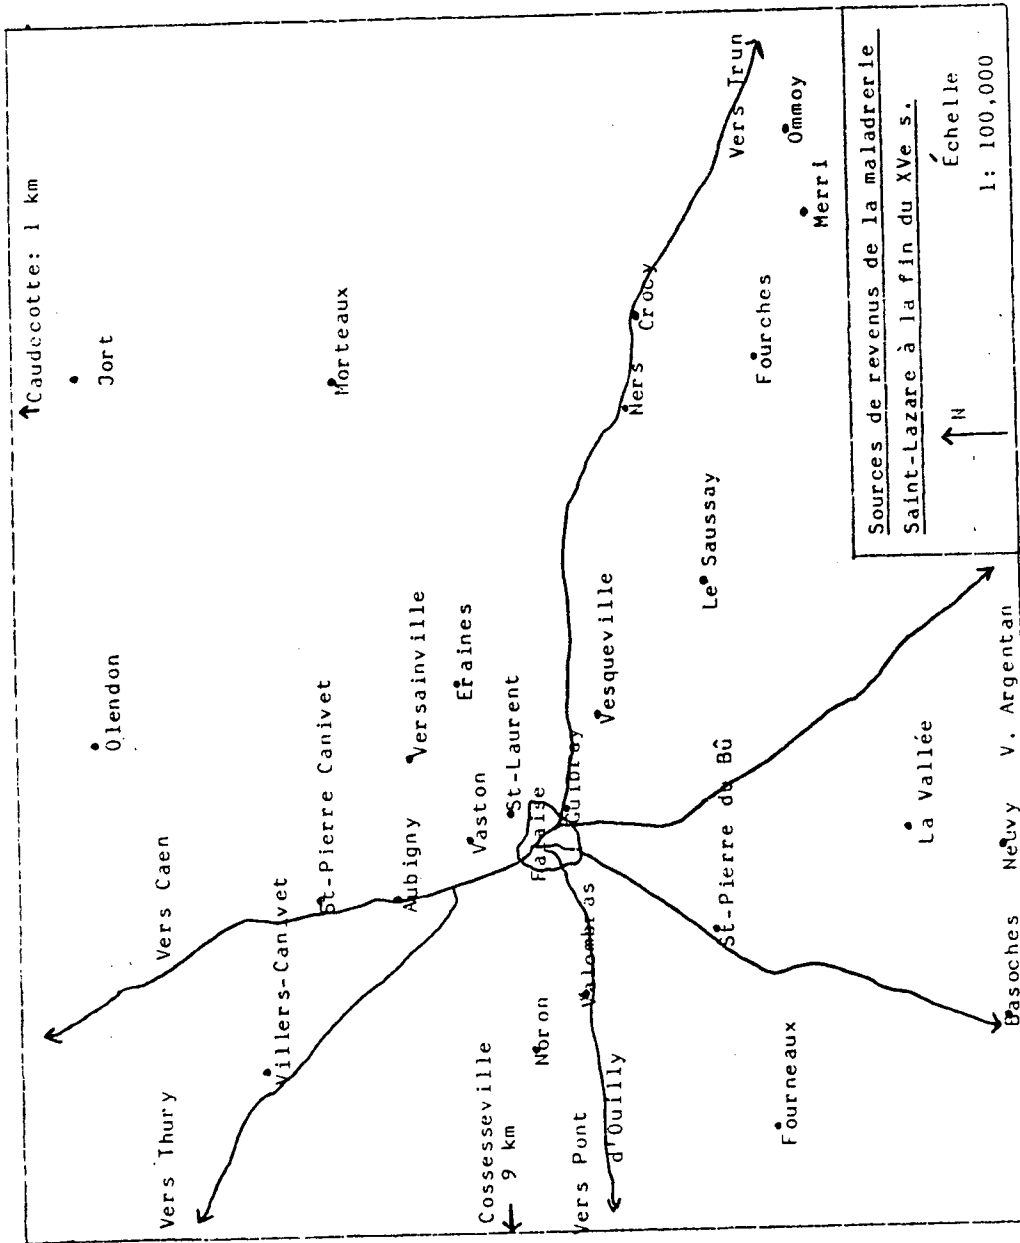 ↑Caudecotte: 1 km
Jort
Olendon
Vers Caen
Vers Thury
Morteaux
St-Pierre Canivet
Villers-Canivet
Versainville
Aubigny
Eraines
Vaston
St-Laurent
Cossesseville
9 km
Falaise
Noron
Guibray
Valombras
Vers Pont
d'Ouilly
Vesqueville
Ners
Crocy
Vers Trun
Le Saussay
St-Pierre du Bû
Fourches
Ommoy
Merri
Fourneaux
La Vallée
Basoches
Neuvy
V. Argentan
Sources de revenus de la maladrerie
Saint-Lazare à la fin du XVe s.
N
Échelle
1: 100,000